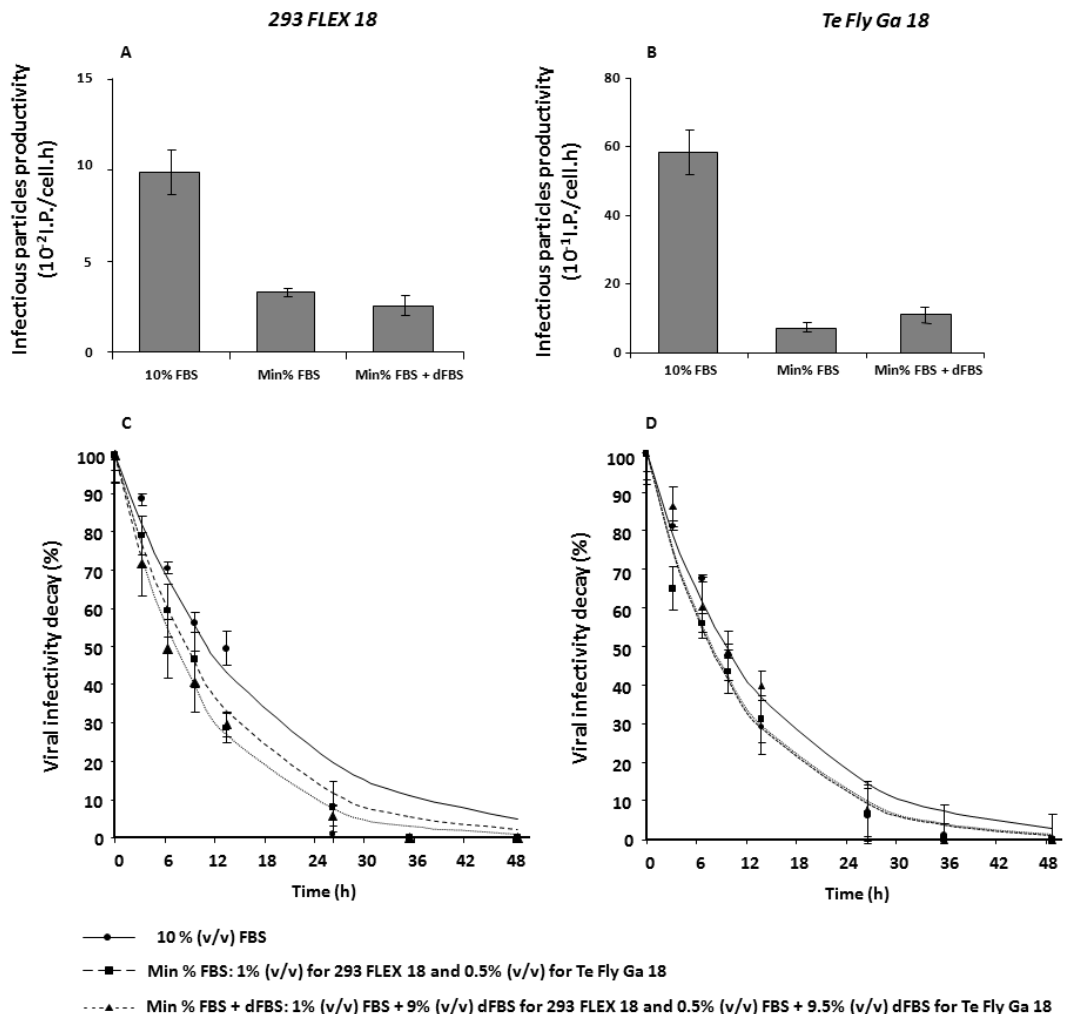 293 FLEX 18
Te Fly Ga 18
A
Infectious particles productivity
(10⁻²I.P./cell.h)
15
10
5
0
10% FBS
Min% FBS
Min% FBS + dFBS
B
Infectious particles productivity
(10⁻¹I.P./cell.h)
80
60
40
20
0
10% FBS
Min% FBS
Min% FBS + dFBS
C
Viral infectivity decay (%)
100
90
80
70
60
50
40
30
20
10
0
0 6 12 18 24 30 36 42 48
Time (h)
D
Viral infectivity decay (%)
100
90
80
70
60
50
40
30
20
10
0
0 6 12 18 24 30 36 42 48
Time (h)
10 % (v/v) FBS
Min % FBS: 1% (v/v) for 293 FLEX 18 and 0.5% (v/v) for Te Fly Ga 18
Min % FBS + dFBS: 1% (v/v) FBS + 9% (v/v) dFBS for 293 FLEX 18 and 0.5% (v/v) FBS + 9.5% (v/v) dFBS for Te Fly Ga 18